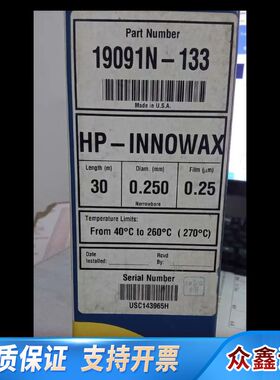 Part Number
19091N-133
Made in U.S.A.
HP-INNOWAX
Length (m)
Diam. (mm)
Film (µm)
30
0.250
0.25
Narrowbore
Temperature Limits:
From 40°C to 260°C (270°C)
Date
Installed:
Rcvd
By:
Serial Number
USC143965H
质保证 支持开票
众鑫